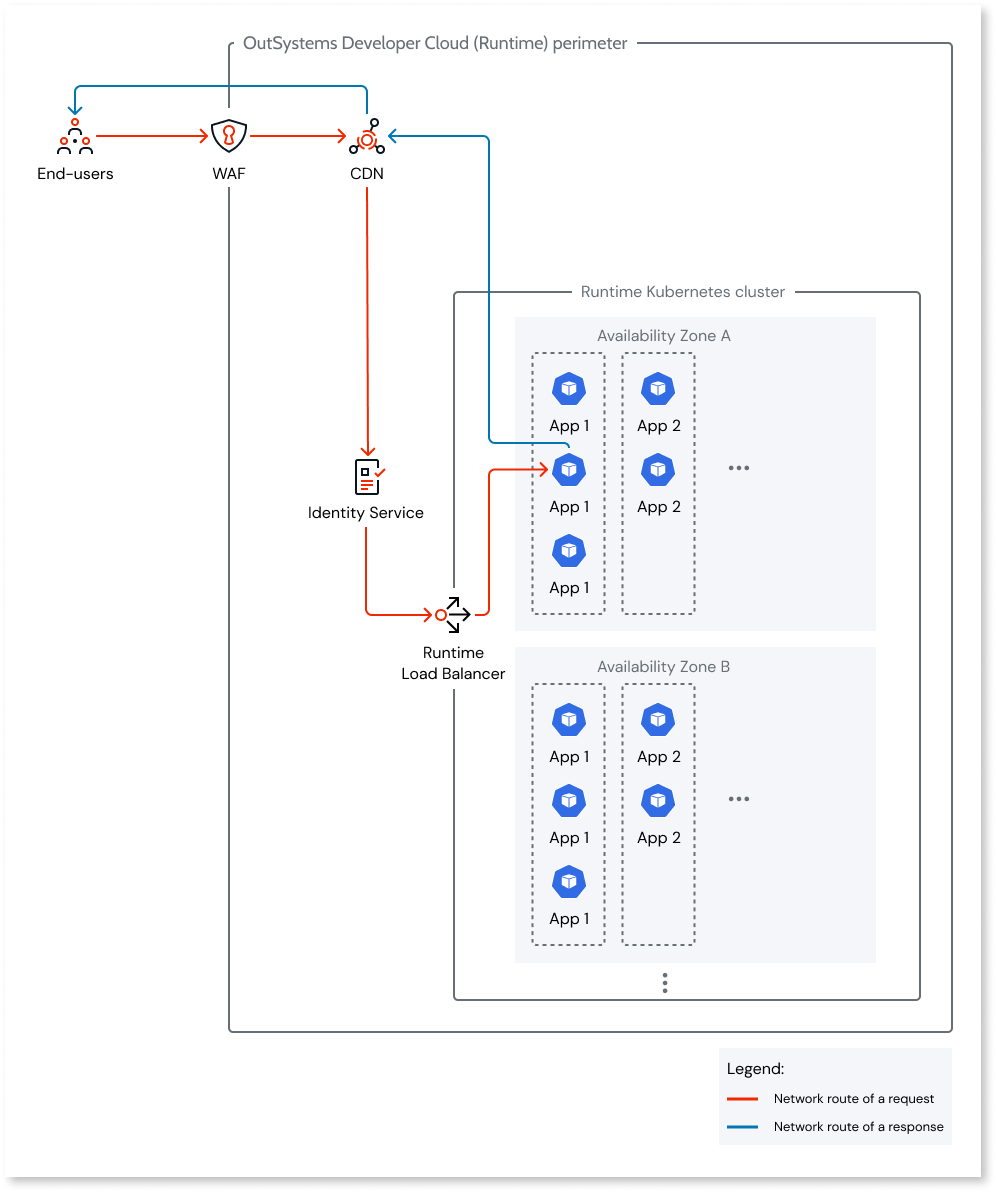 OutSystems Developer Cloud (Runtime) perimeter
End-users
WAF
CDN
Runtime Kubernetes cluster
Availability Zone A
App 1
App 2
App 1
App 2
App 1
Identity Service
Runtime
Load Balancer
Availability Zone B
App 1
App 2
App 1
App 2
App 1
Legend:
Network route of a request
Network route of a response